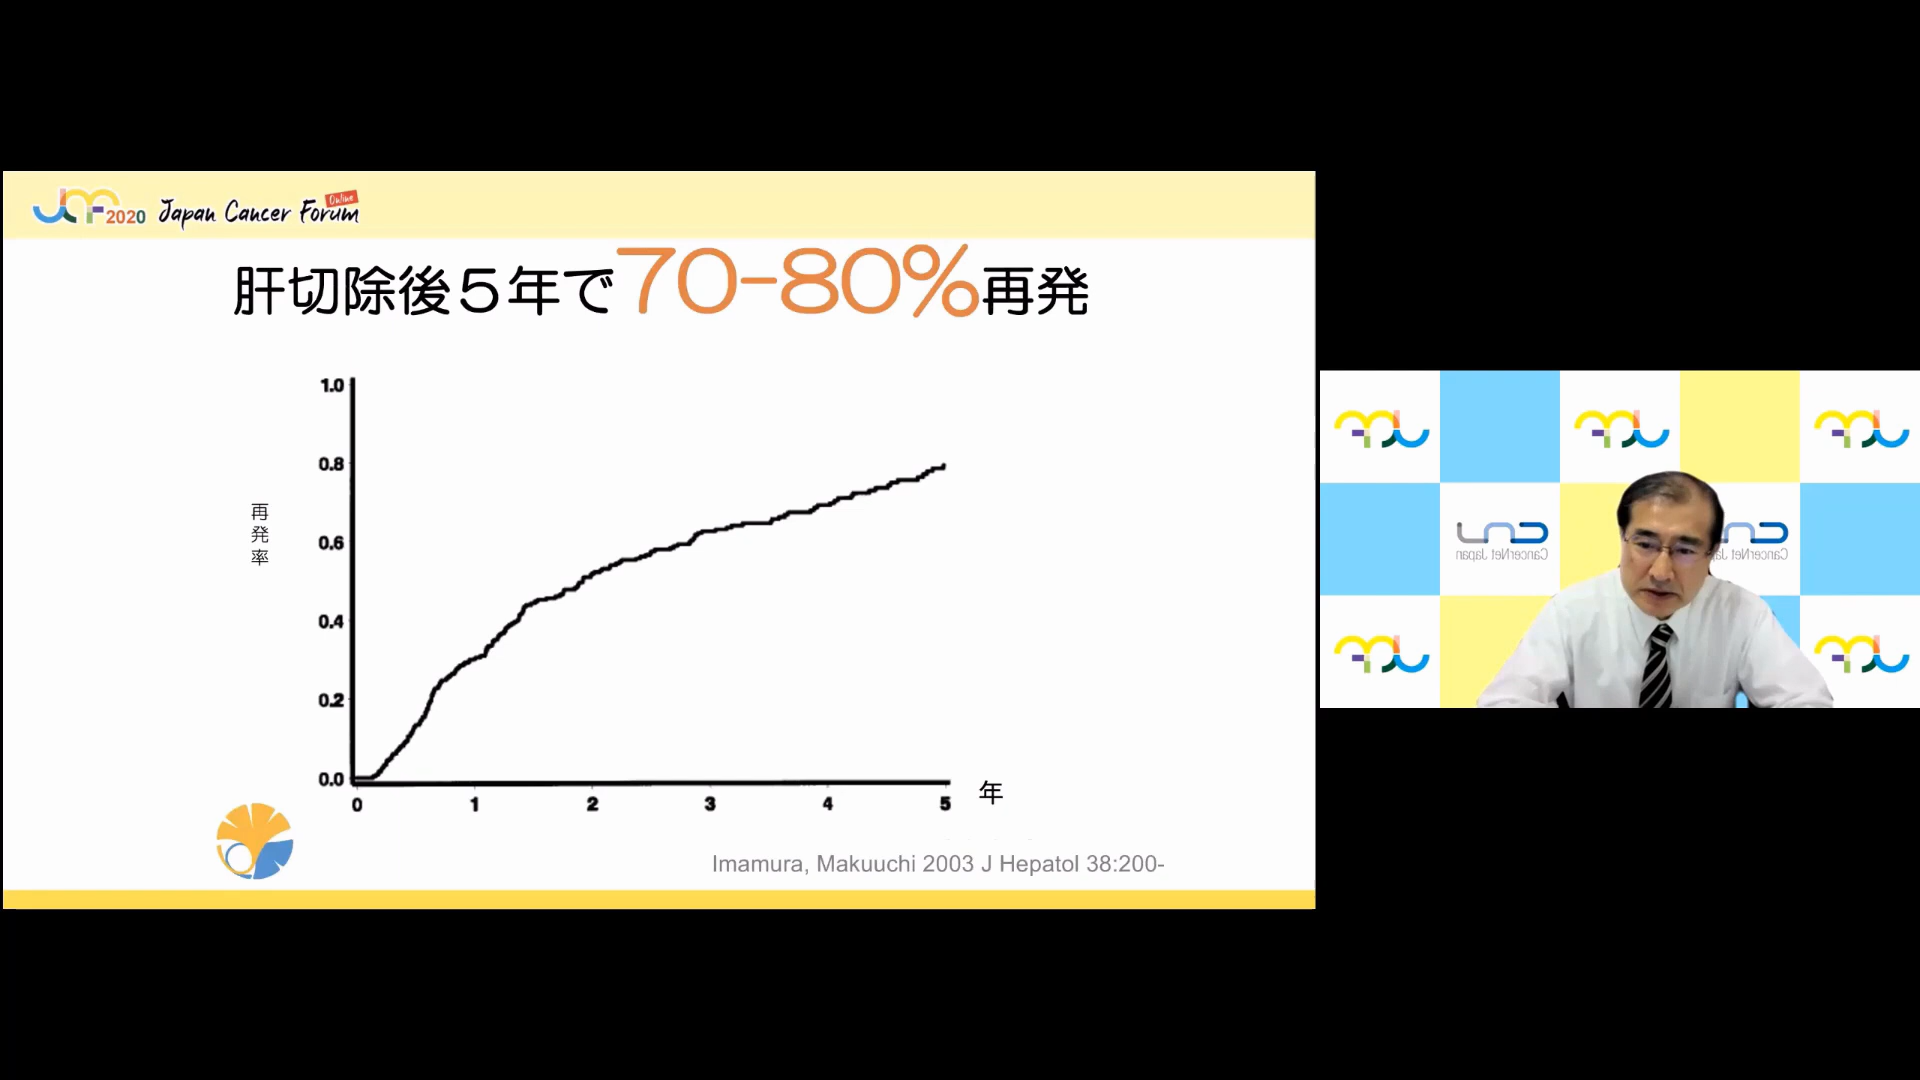 JCF2020 Japan Cancer Forum Online
肝切除後５年で70-80%再発
1.0
0.8
0.6
0.4
0.2
0.0
再発率
0 1 2 3 4 5 年
Imamura, Makuuchi 2003 J Hepatol 38:200-
CancerNet Japan
CancerNet Ja